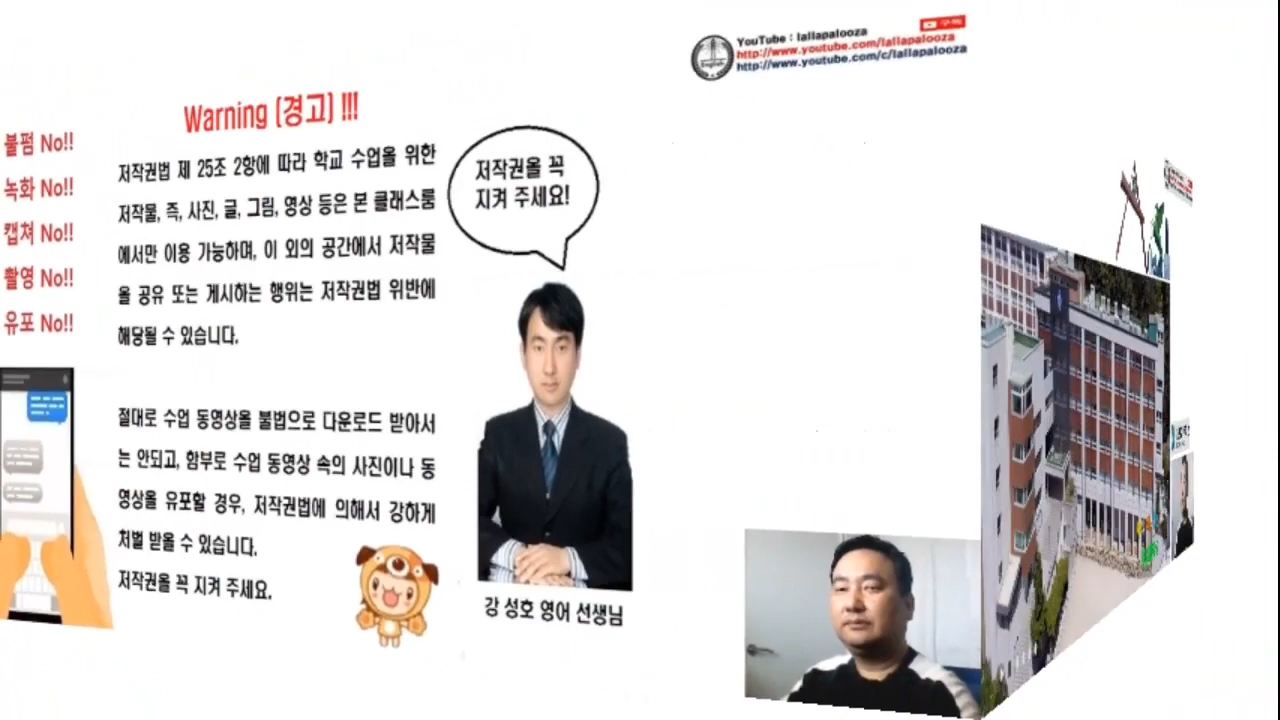 YouTube : lallapalooza
http://www.youtube.com/lallapalooza
http://www.youtube.com/c/lallapalooza
English
Warning (경고) !!!
불펌 No!!
녹화 No!!
캡쳐 No!!
촬영 No!!
유포 No!!
저작권법 제 25조 2항에 따라 학교 수업을 위한
저작물, 즉, 사진, 글, 그림, 영상 등은 본 클래스룸
에서만 이용 가능하며, 이 외의 공간에서 저작물
을 공유 또는 게시하는 행위는 저작권법 위반에
해당될 수 있습니다.
절대로 수업 동영상을 불법으로 다운로드 받아서
는 안되고, 함부로 수업 동영상 속의 사진이나 동
영상을 유포할 경우, 저작권법에 의해서 강하게
처벌 받을 수 있습니다.
저작권을 꼭 지켜 주세요.
저작권을 꼭
지켜 주세요!
강 성호 영어 선생님